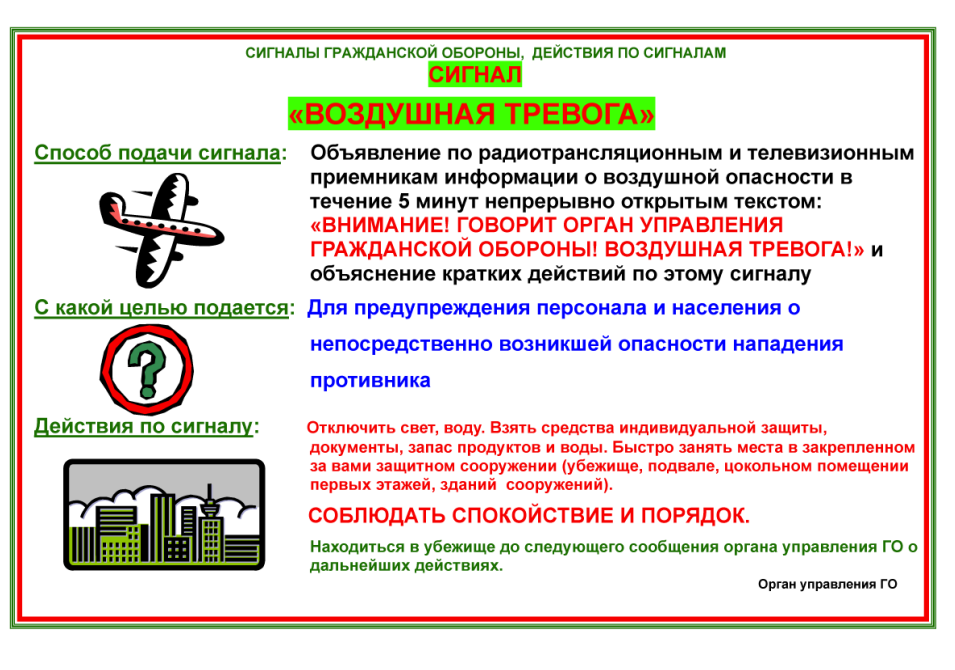 СИГНАЛЫ ГРАЖДАНСКОЙ ОБОРОНЫ, ДЕЙСТВИЯ ПО СИГНАЛАМ
СИГНАЛ
«ВОЗДУШНАЯ ТРЕВОГА»
Способ подачи сигнала: Объявление по радиотрансляционным и телевизионным
приемникам информации о воздушной опасности в
течение 5 минут непрерывно открытым текстом:
«ВНИМАНИЕ! ГОВОРИТ ОРГАН УПРАВЛЕНИЯ
ГРАЖДАНСКОЙ ОБОРОНЫ! ВОЗДУШНАЯ ТРЕВОГА!» и
объяснение кратких действий по этому сигналу
С какой целью подается: Для предупреждения персонала и населения о
непосредственно возникшей опасности нападения
противника
Действия по сигналу: Отключить свет, воду. Взять средства индивидуальной защиты,
документы, запас продуктов и воды. Быстро занять места в закрепленном
за вами защитном сооружении (убежище, подвале, цокольном помещении
первых этажей, зданий сооружений).
СОБЛЮДАТЬ СПОКОЙСТВИЕ И ПОРЯДОК.
Находиться в убежище до следующего сообщения органа управления ГО о
дальнейших действиях.
Орган управления ГО